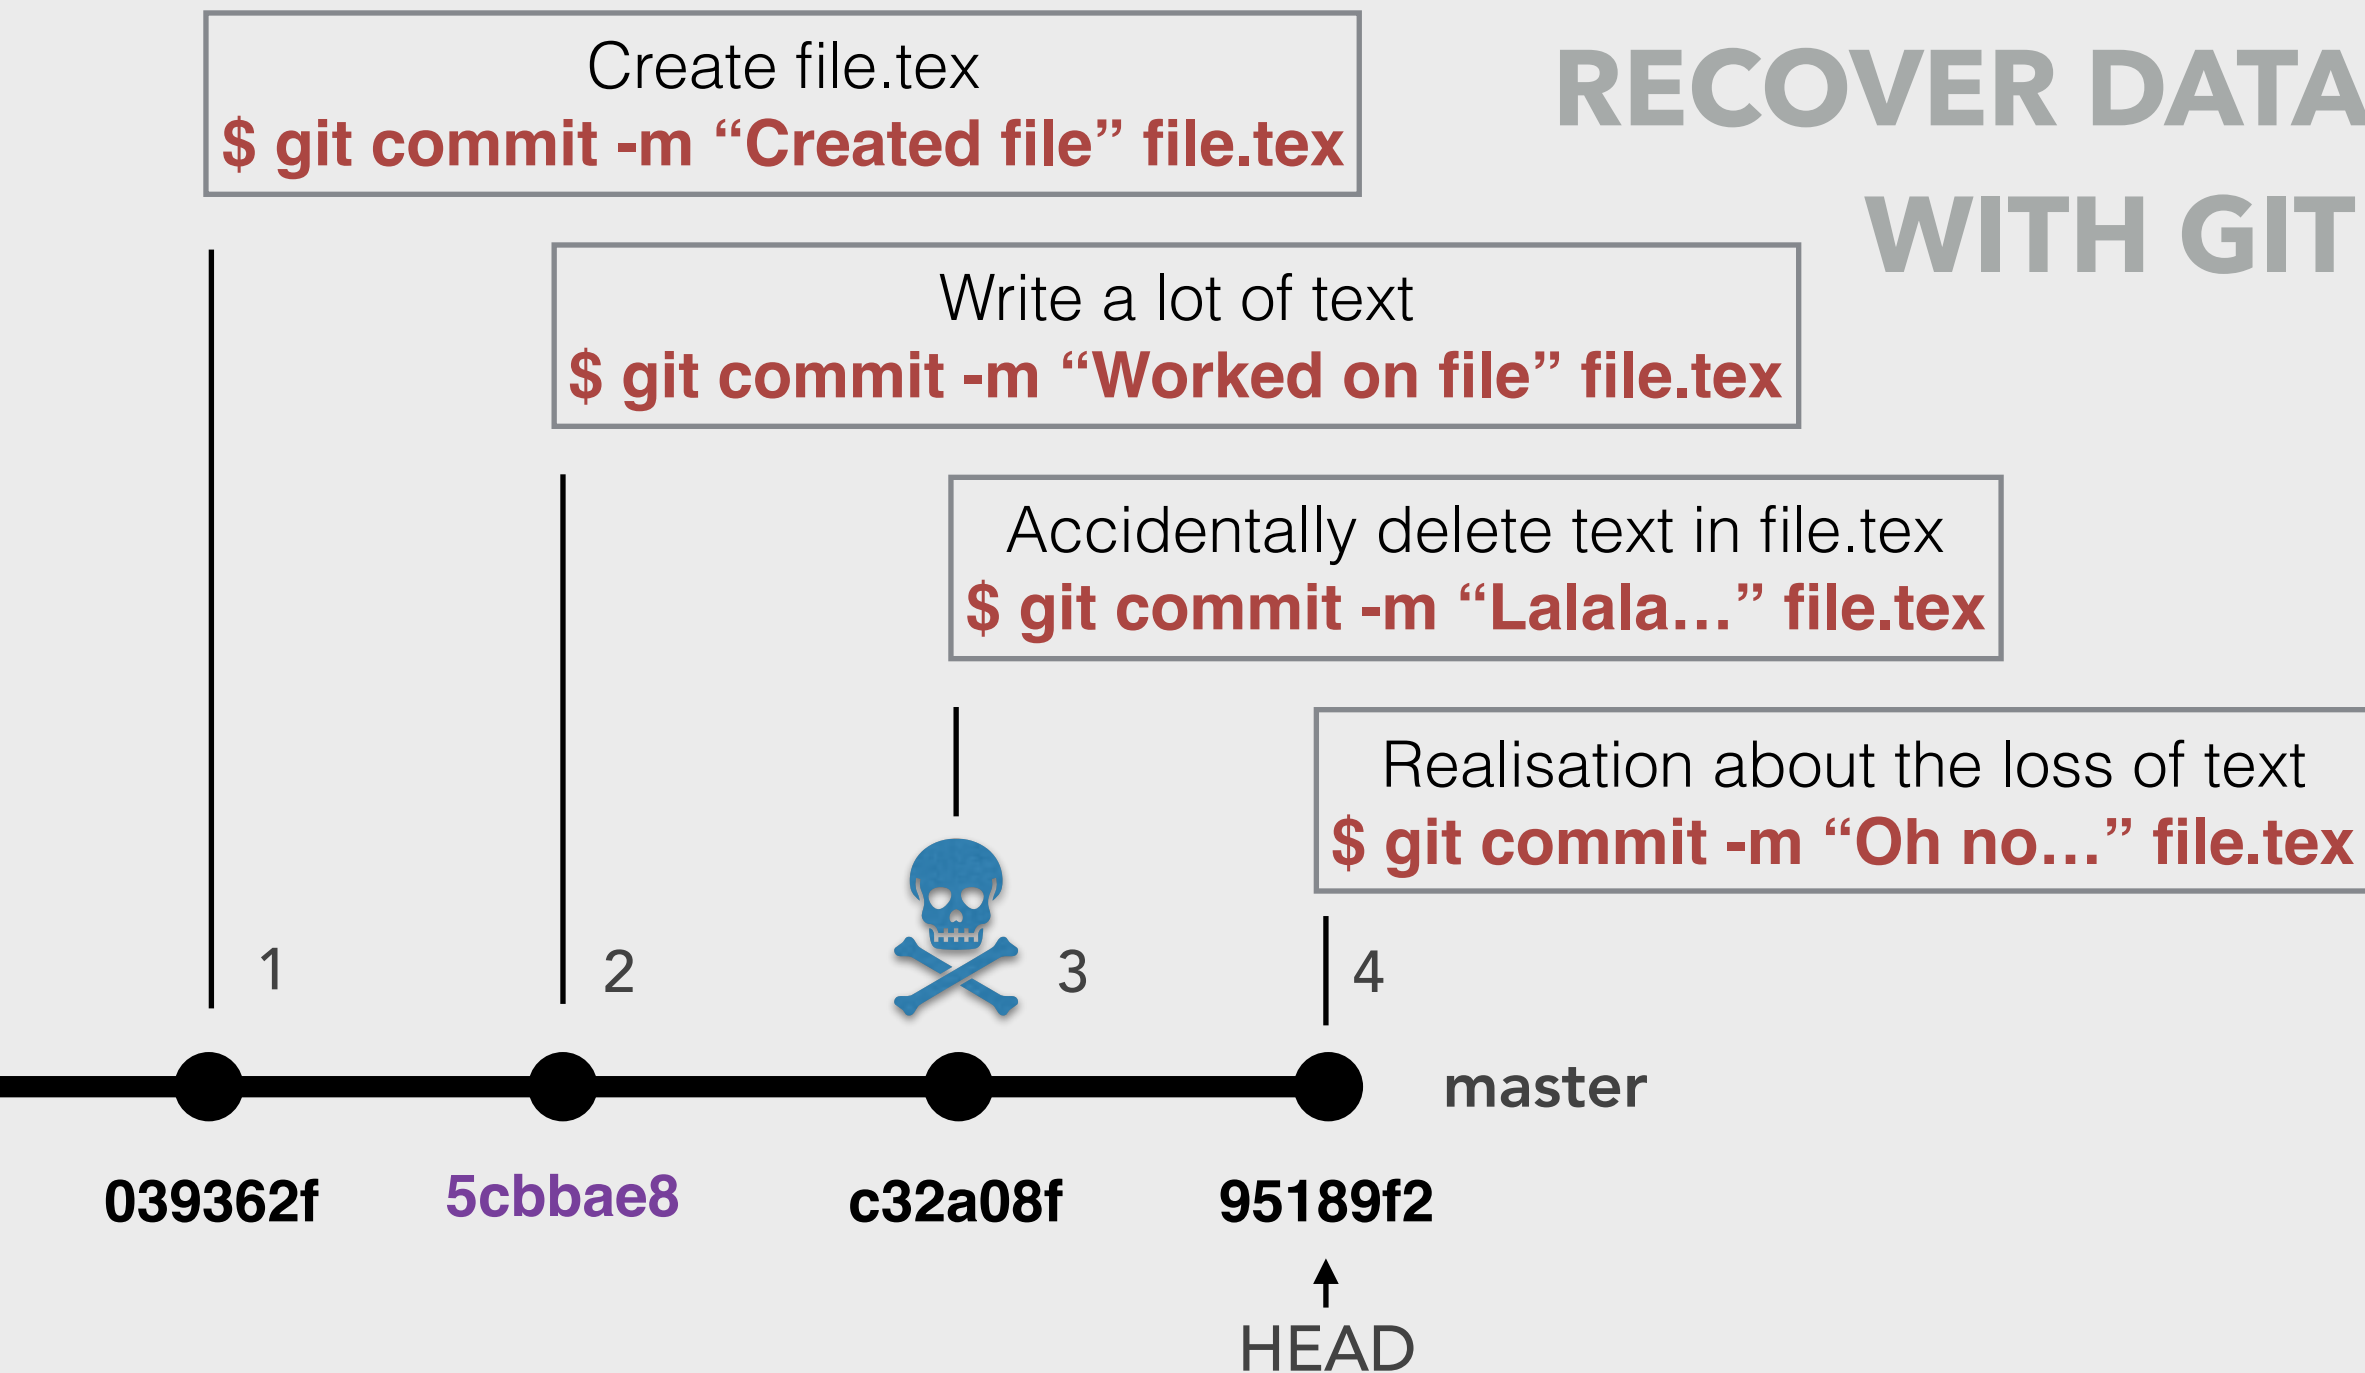 RECOVER DATA
WITH GIT
Create file.tex
$ git commit -m “Created file” file.tex
Write a lot of text
$ git commit -m “Worked on file” file.tex
Accidentally delete text in file.tex
$ git commit -m “Lalala…” file.tex
Realisation about the loss of text
$ git commit -m “Oh no…” file.tex
1
2
3
4
master
039362f
5cbbae8
c32a08f
95189f2
HEAD